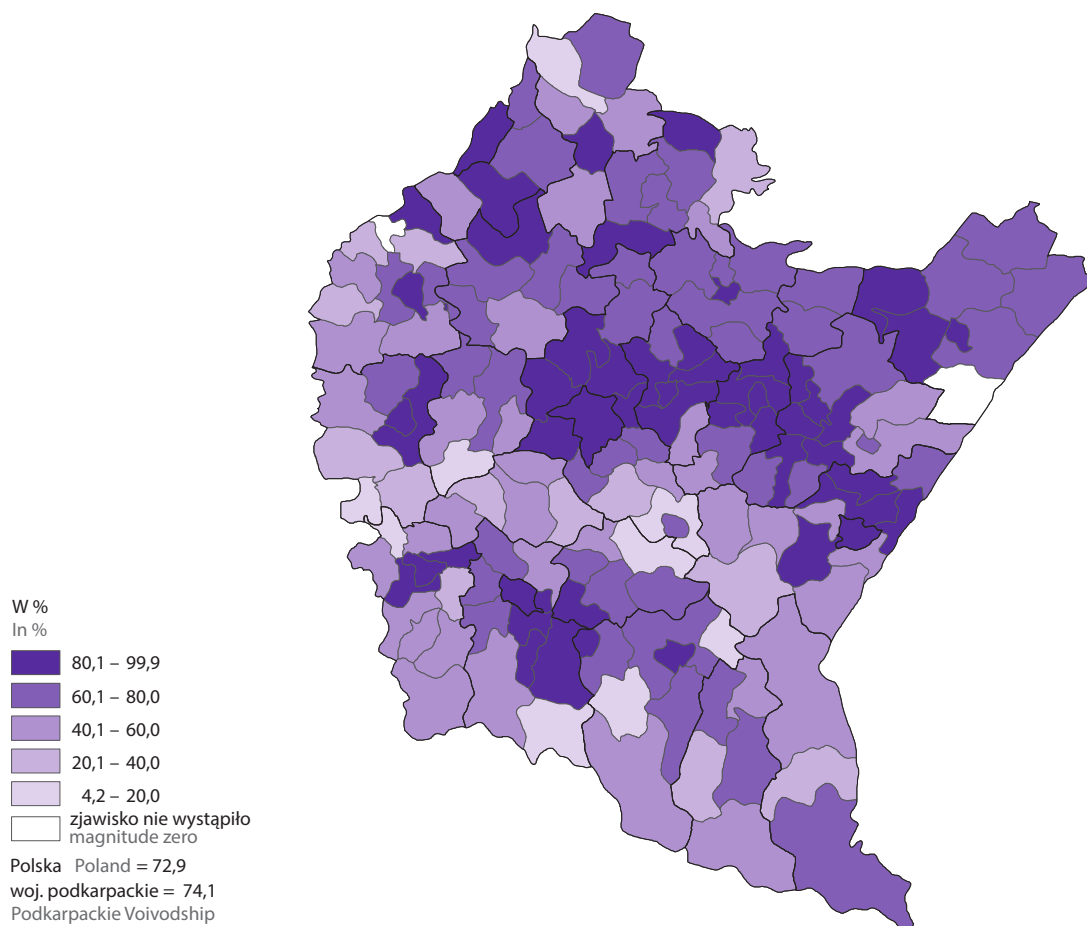 W %
In %
80,1 – 99,9
60,1 – 80,0
40,1 – 60,0
20,1 – 40,0
4,2 – 20,0
zjawisko nie wystąpiło
magnitude zero
Polska Poland = 72,9
woj. podkarpackie = 74,1
Podkarpackie Voivodship